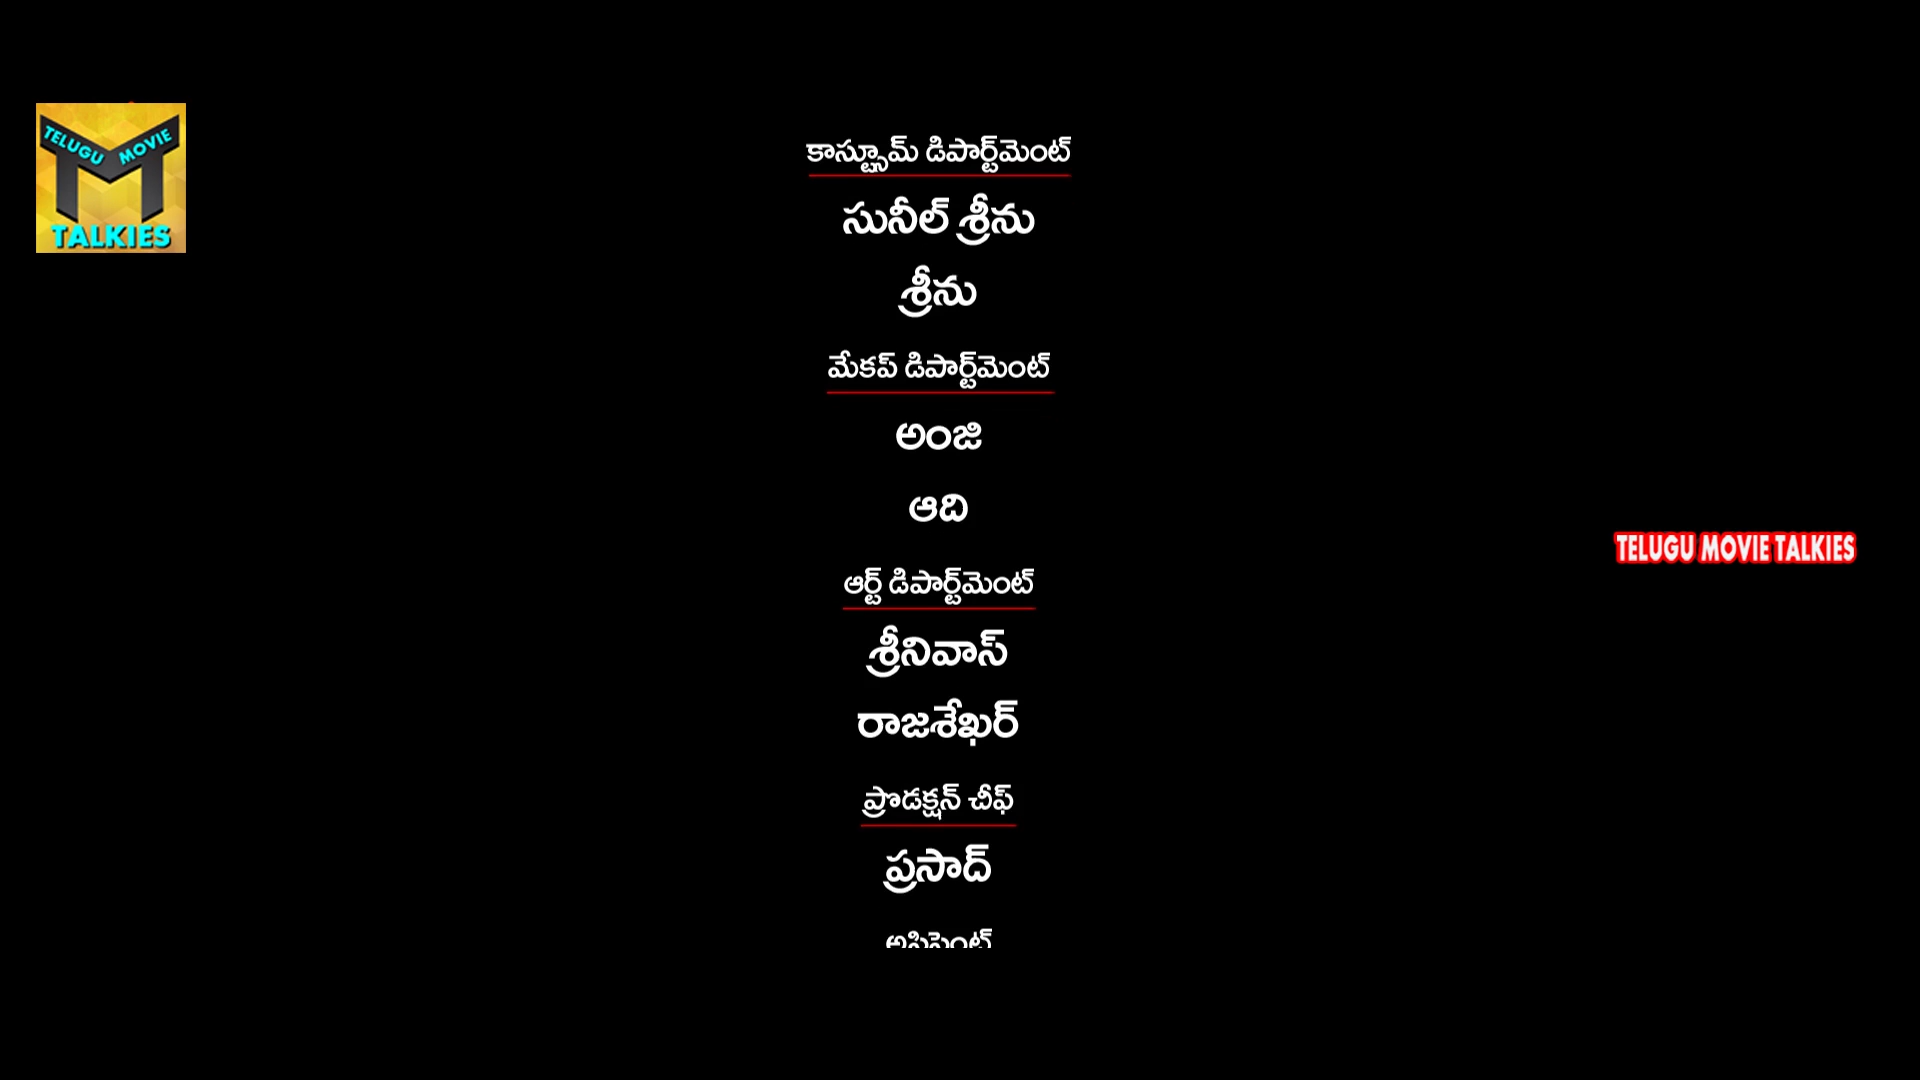 TELUGU MOVIE
TALKIES
కాస్ట్యూమ్ డిపార్ట్‌మెంట్
సునీల్ శ్రీను
శ్రీను
మేకప్ డిపార్ట్‌మెంట్
అంజి
ఆది
ఆర్ట్ డిపార్ట్‌మెంట్
TELUGU MOVIE TALKIES
శ్రీనివాస్
రాజశేఖర్
ప్రొడక్షన్ చీఫ్
ప్రసాద్